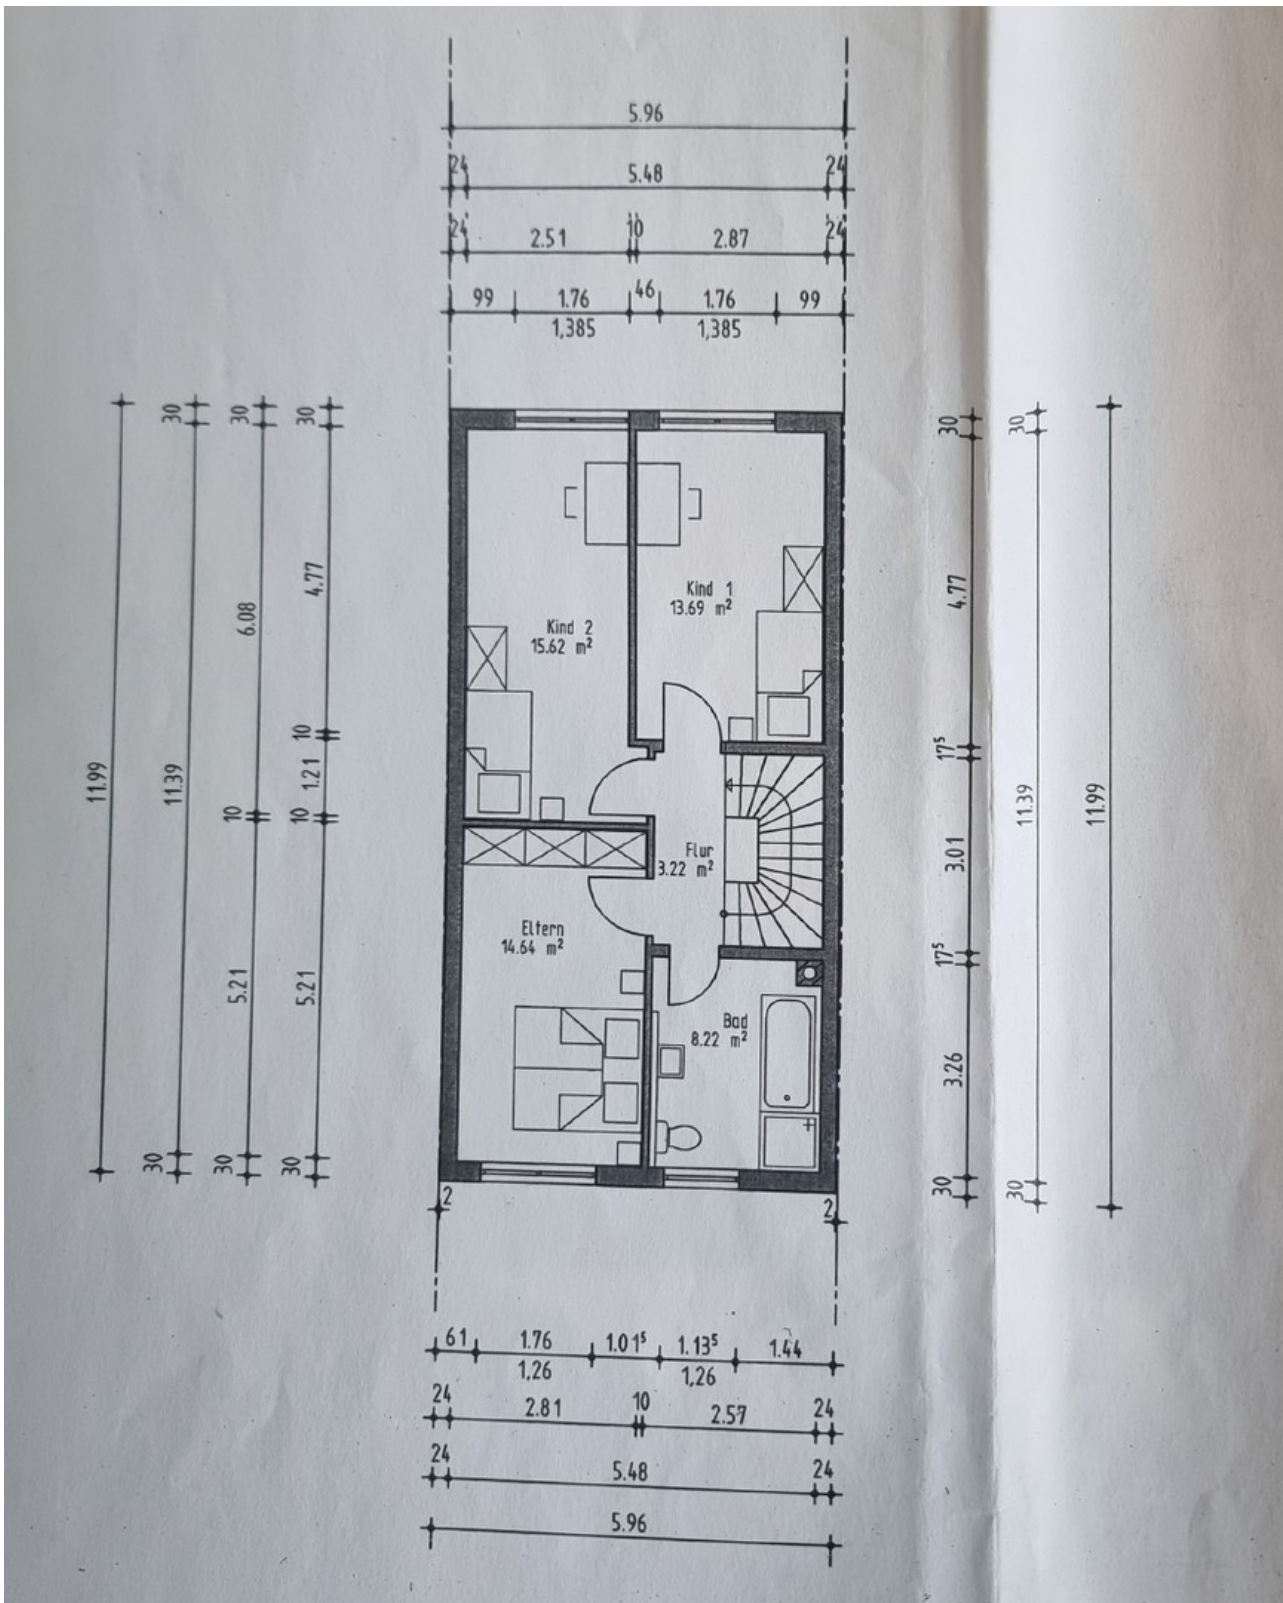 5.96
24 5.48 24
24 2.51 10 2.87 24
99 1.76 46 1.76 99
1,385 1,385
30 30 30 30
11.99
11.39
6.08
10
5.21
30 30 30
4.77
10
1.21
10
5.21
Kind 1
13.69 m²
Kind 2
15.62 m²
Flur
3.22 m²
Eltern
14.64 m²
Bad
8.22 m²
30
4.77
17⁵
3.01
17⁵
3.26
30
30
11.39
30
11.99
2 2
61 1.76 1.01⁵ 1.13⁵ 1.44
1,26 1,26
24 2.81 10 2.57 24
24 5.48 24
5.96